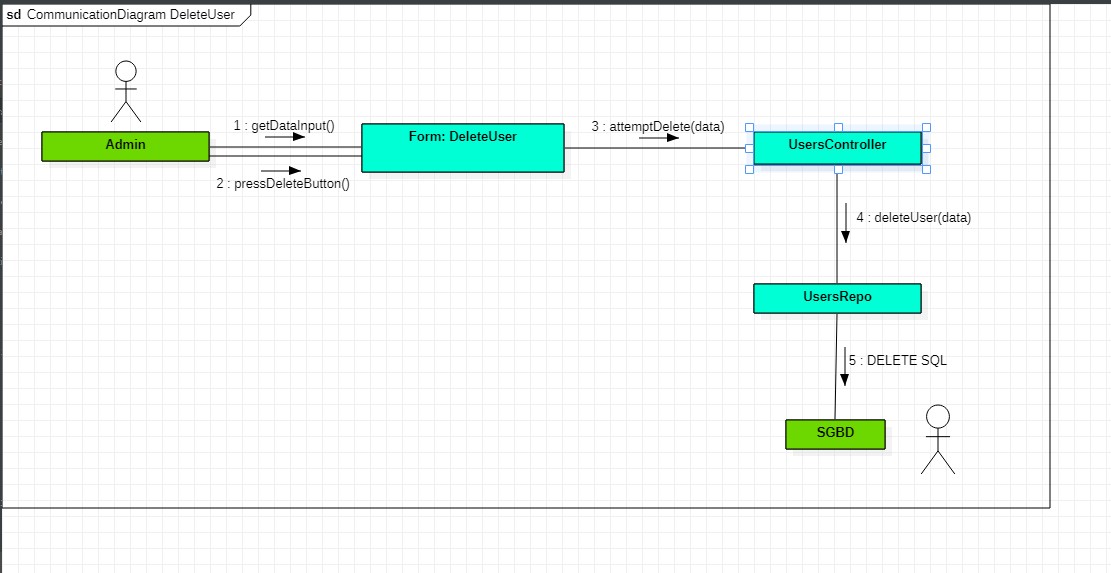 sd CommunicationDiagram DeleteUser
1 : getDataInput()
Admin
2 : pressDeleteButton()
Form: DeleteUser
3 : attemptDelete(data)
UsersController
4 : deleteUser(data)
UsersRepo
5 : DELETE SQL
SGBD